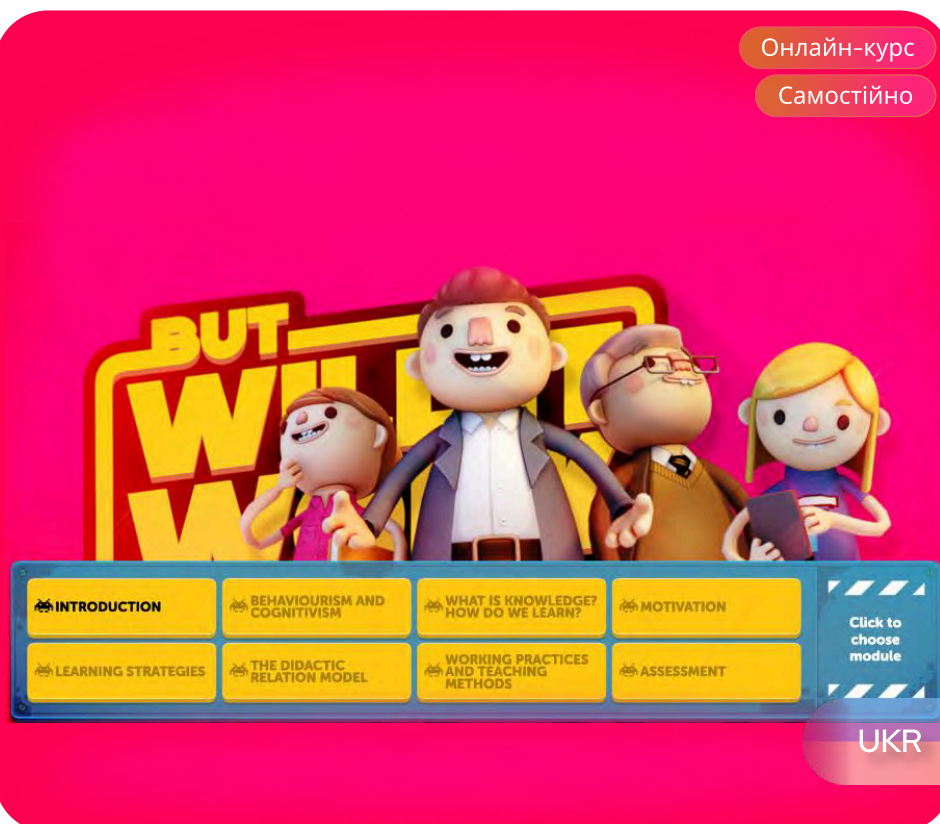 Онлайн-курс
Самостійно
BUT
INTRODUCTION
BEHAVIOURISM AND
COGNITIVISM
WHAT IS KNOWLEDGE?
HOW DO WE LEARN?
MOTIVATION
LEARNING STRATEGIES
THE DIDACTIC
RELATION MODEL
WORKING PRACTICES
AND TEACHING
METHODS
ASSESSMENT
Click to
choose
module
UKR